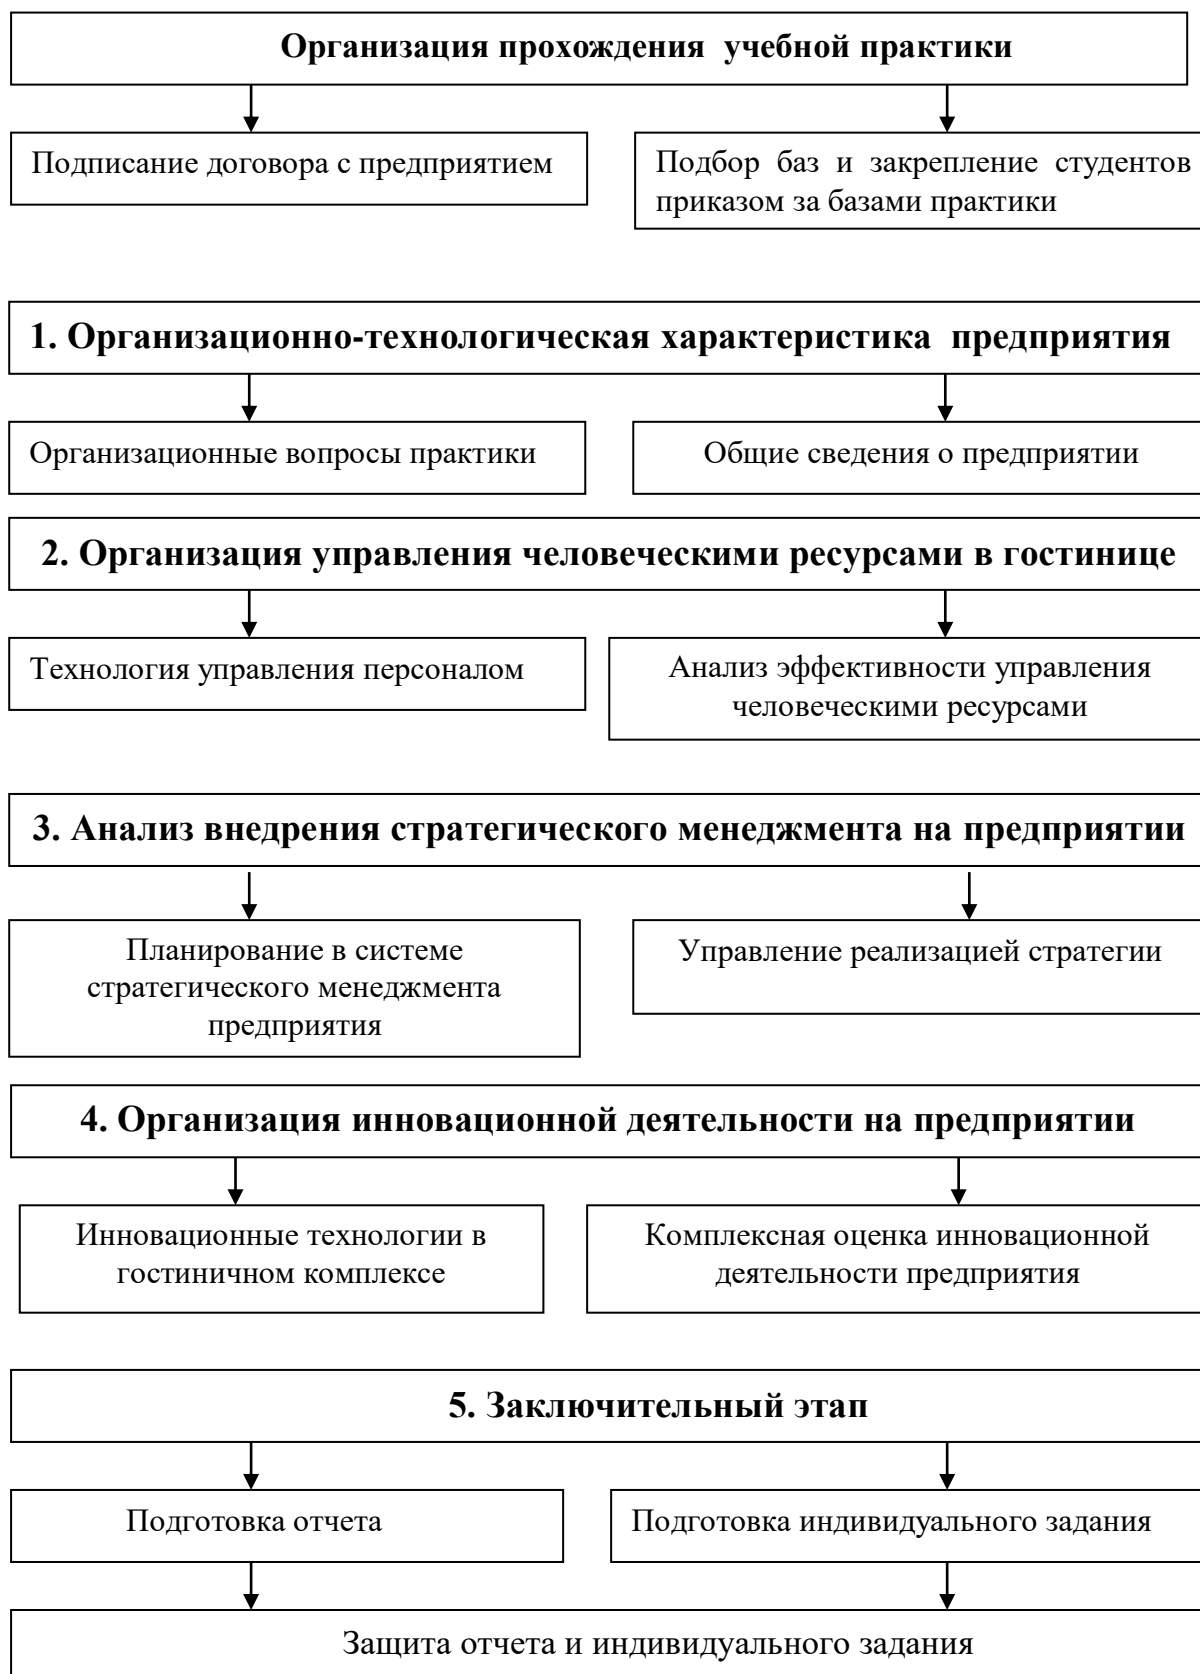 Организация прохождения учебной практики
Подписание договора с предприятием
Подбор баз и закрепление студентов
приказом за базами практики
1. Организационно-технологическая характеристика предприятия
Организационные вопросы практики
Общие сведения о предприятии
2. Организация управления человеческими ресурсами в гостинице
Технология управления персоналом
Анализ эффективности управления
человеческими ресурсами
3. Анализ внедрения стратегического менеджмента на предприятии
Планирование в системе
стратегического менеджмента
предприятия
Управление реализацией стратегии
4. Организация инновационной деятельности на предприятии
Инновационные технологии в
гостиничном комплексе
Комплексная оценка инновационной
деятельности предприятия
5. Заключительный этап
Подготовка отчета
Подготовка индивидуального задания
Защита отчета и индивидуального задания